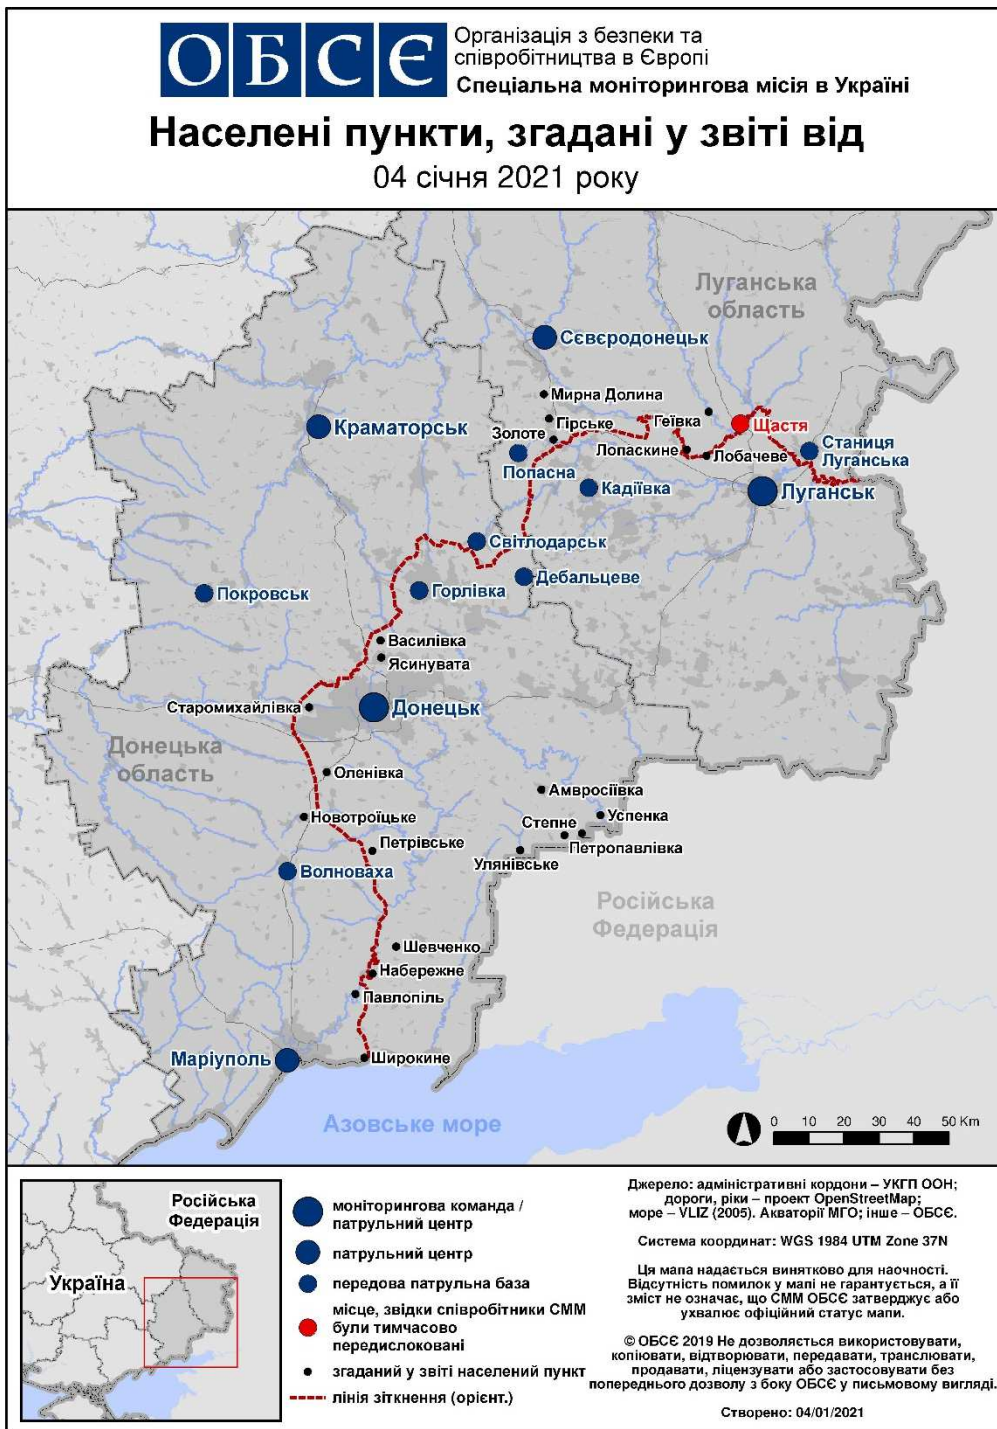 ОБСЄ
Організація з безпеки та
співробітництва в Європі
Спеціальна моніторингова місія в Україні
Населені пункти, згадані у звіті від
04 січня 2021 року
Луганська
область
Сєвєродонецьк
Мирна Долина
Геївка
Щастя
Гірське
Золоте
Краматорськ
Лопаскине
Лобачеве
Станиця
Луганська
Попасна
Кадіївка
Луганськ
Світлодарськ
Дебальцеве
Покровськ
Горлівка
Василівка
Ясинувата
Старомихайлівка
Донецьк
Донецька
область
Оленівка
Амвросіївка
Новотроїцьке
Успенка
Степне
Петрівське
Петропавлівка
Улянівське
Волноваха
Російська
Федерація
Шевченко
Набережне
Павлопіль
Маріуполь
Широкине
Азовське море
0 10 20 30 40 50 Km
Російська
Федерація
Україна
моніторингова команда /
патрульний центр
патрульний центр
передова патрульна база
місце, звідки співробітники СММ
були тимчасово
передислоковані
згаданий у звіті населений пункт
лінія зіткнення (орієнт.)
Джерело: адміністративні кордони – УКГП ООН;
дороги, ріки – проект OpenStreetMap;
море – VLIZ (2005). Акваторії МГО; інше – ОБСЄ.
Система координат: WGS 1984 UTM Zone 37N
Ця мапа надається винятково для наочності.
Відсутність помилок у мапі не гарантується, а її
зміст не означає, що СММ ОБСЄ затверджує або
ухвалює офіційний статус мапи.
© ОБСЄ 2019 Не дозволяється використовувати,
копіювати, відтворювати, передавати, транслювати,
продавати, ліцензувати або застосовувати без
попереднього дозволу з боку ОБСЄ у письмовому вигляді.
Створено: 04/01/2021